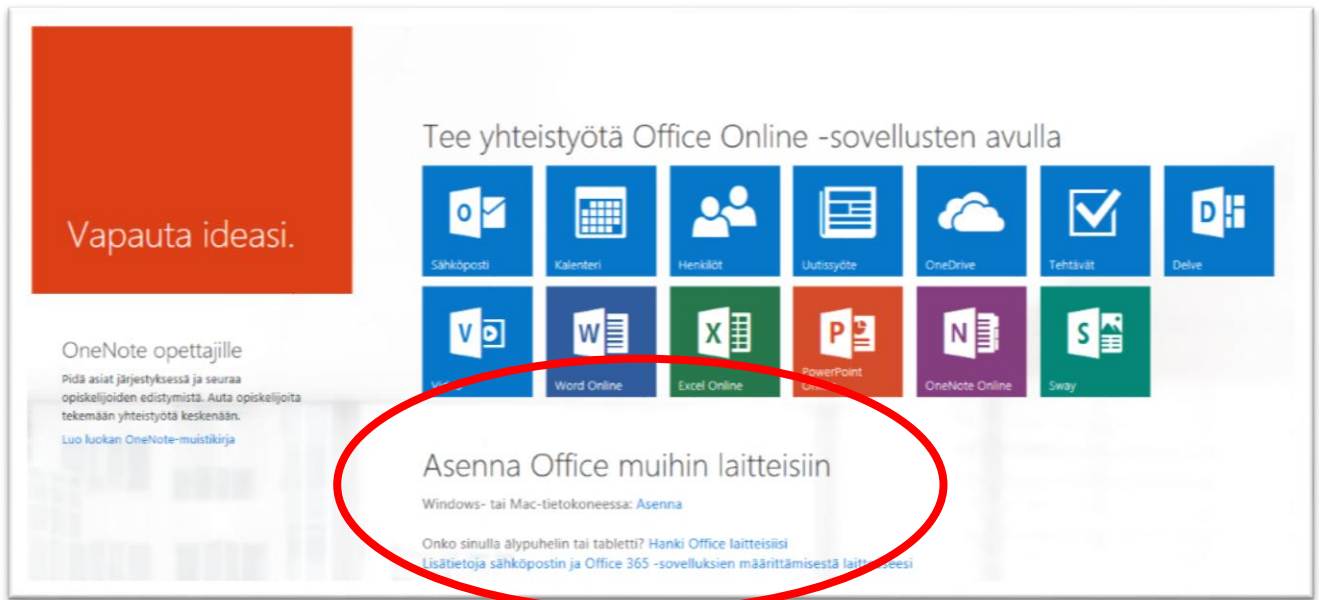 Vapauta ideasi.
OneNote opettajille
Pidä asiat järjestyksessä ja seuraa
opiskelijoiden edistymistä. Auta opiskelijoita
tekemään yhteistyötä keskenään.
Luo luokan OneNote-muistikirja
Tee yhteistyötä Office Online -sovellusten avulla
Sähköposti
Kalenteri
Henkilöt
Uutissyöte
OneDrive
Tehtävät
Delve
Word Online
Excel Online
PowerPoint
OneNote Online
Sway
Asenna Office muihin laitteisiin
Windows- tai Mac-tietokoneessa: Asenna
Onko sinulla älypuhelin tai tabletti? Hanki Office laitteisiisi
Lisätietoja sähköpostin ja Office 365 -sovelluksien määrittämisestä